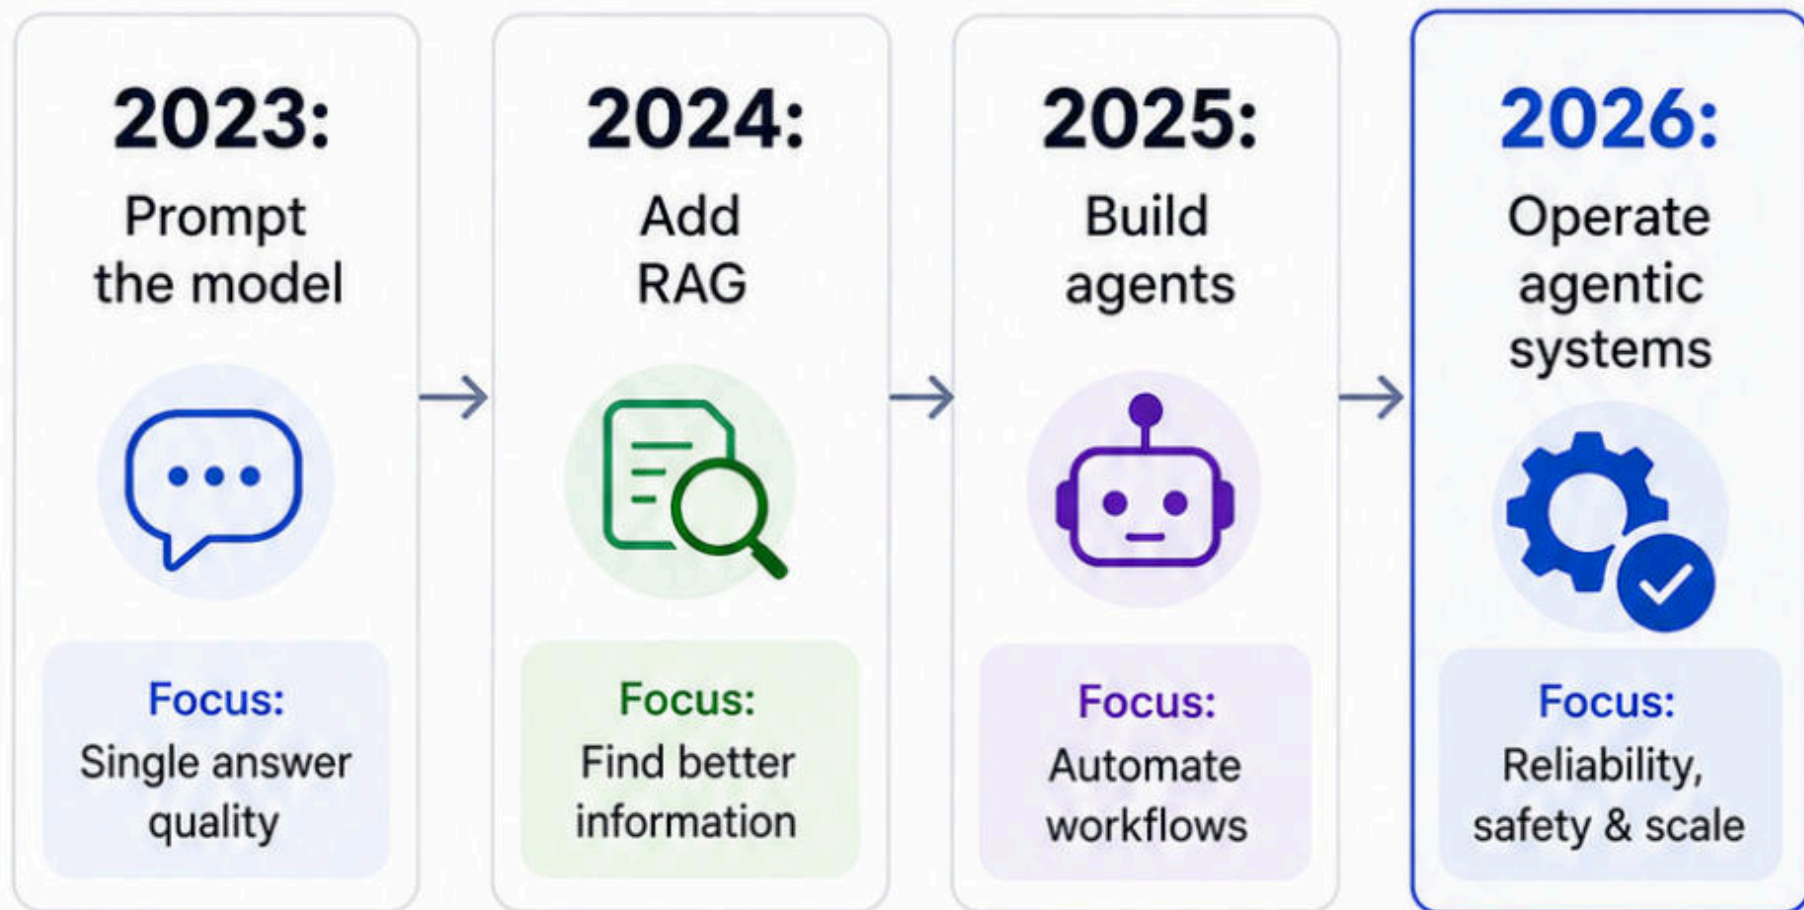 2023:
Prompt
the model
Focus:
Single answer
quality
2024:
Add
RAG
Focus:
Find better
information
2025:
Build
agents
Focus:
Automate
workflows
2026:
Operate
agentic
systems
Focus:
Reliability,
safety & scale